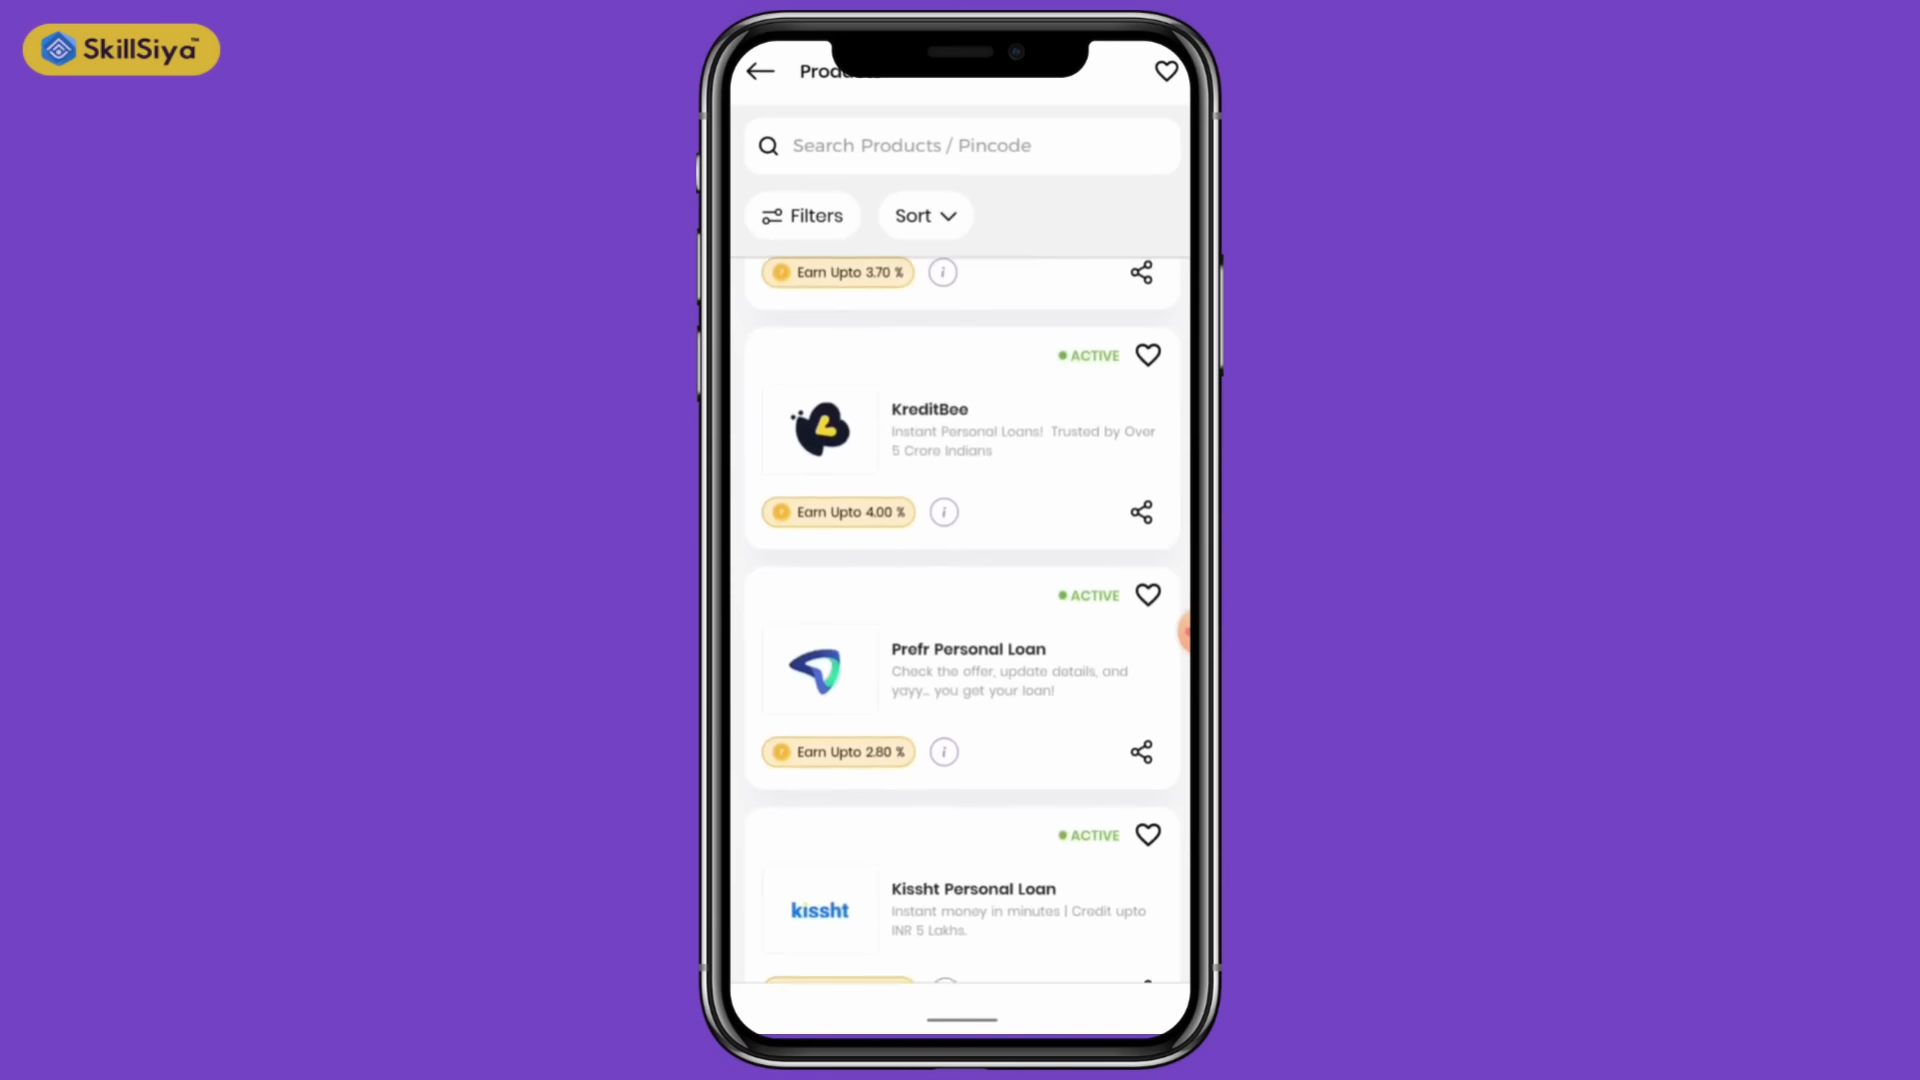 SkillSiya™
Search Products / Pincode
Filters
Sort
Earn Upto 3.70 %
ACTIVE
KreditBee
Instant Personal Loans! Trusted by Over
5 Crore Indians
Earn Upto 4.00 %
ACTIVE
Prefr Personal Loan
Check the offer, update details, and
yayy... you get your loan!
Earn Upto 2.80 %
ACTIVE
kissht
Kissht Personal Loan
Instant money in minutes | Credit upto
INR 5 Lakhs.